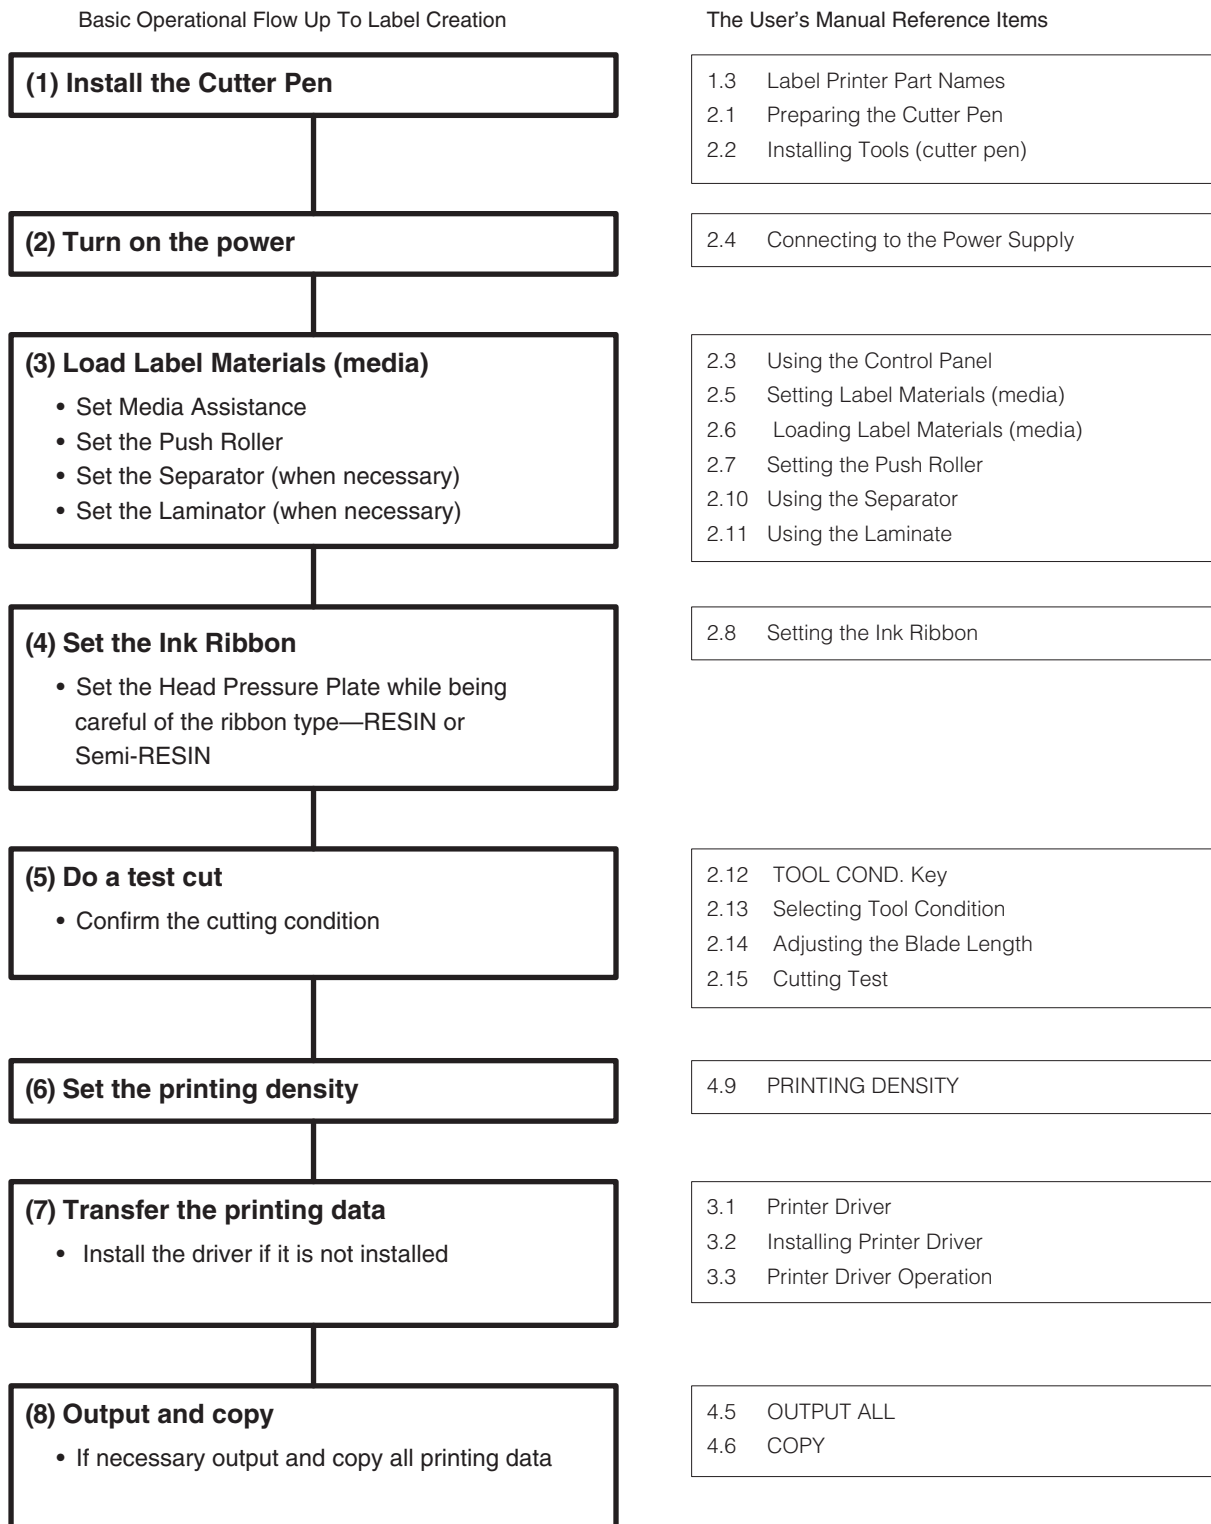 Basic Operational Flow Up To Label Creation
The User's Manual Reference Items
(1) Install the Cutter Pen
1.3 Label Printer Part Names
2.1 Preparing the Cutter Pen
2.2 Installing Tools (cutter pen)
(2) Turn on the power
2.4 Connecting to the Power Supply
(3) Load Label Materials (media)
• Set Media Assistance
• Set the Push Roller
• Set the Separator (when necessary)
• Set the Laminator (when necessary)
2.3 Using the Control Panel
2.5 Setting Label Materials (media)
2.6 Loading Label Materials (media)
2.7 Setting the Push Roller
2.10 Using the Separator
2.11 Using the Laminate
(4) Set the Ink Ribbon
• Set the Head Pressure Plate while being
careful of the ribbon type—RESIN or
Semi-RESIN
2.8 Setting the Ink Ribbon
(5) Do a test cut
• Confirm the cutting condition
2.12 TOOL COND. Key
2.13 Selecting Tool Condition
2.14 Adjusting the Blade Length
2.15 Cutting Test
(6) Set the printing density
4.9 PRINTING DENSITY
(7) Transfer the printing data
• Install the driver if it is not installed
3.1 Printer Driver
3.2 Installing Printer Driver
3.3 Printer Driver Operation
(8) Output and copy
• If necessary output and copy all printing data
4.5 OUTPUT ALL
4.6 COPY